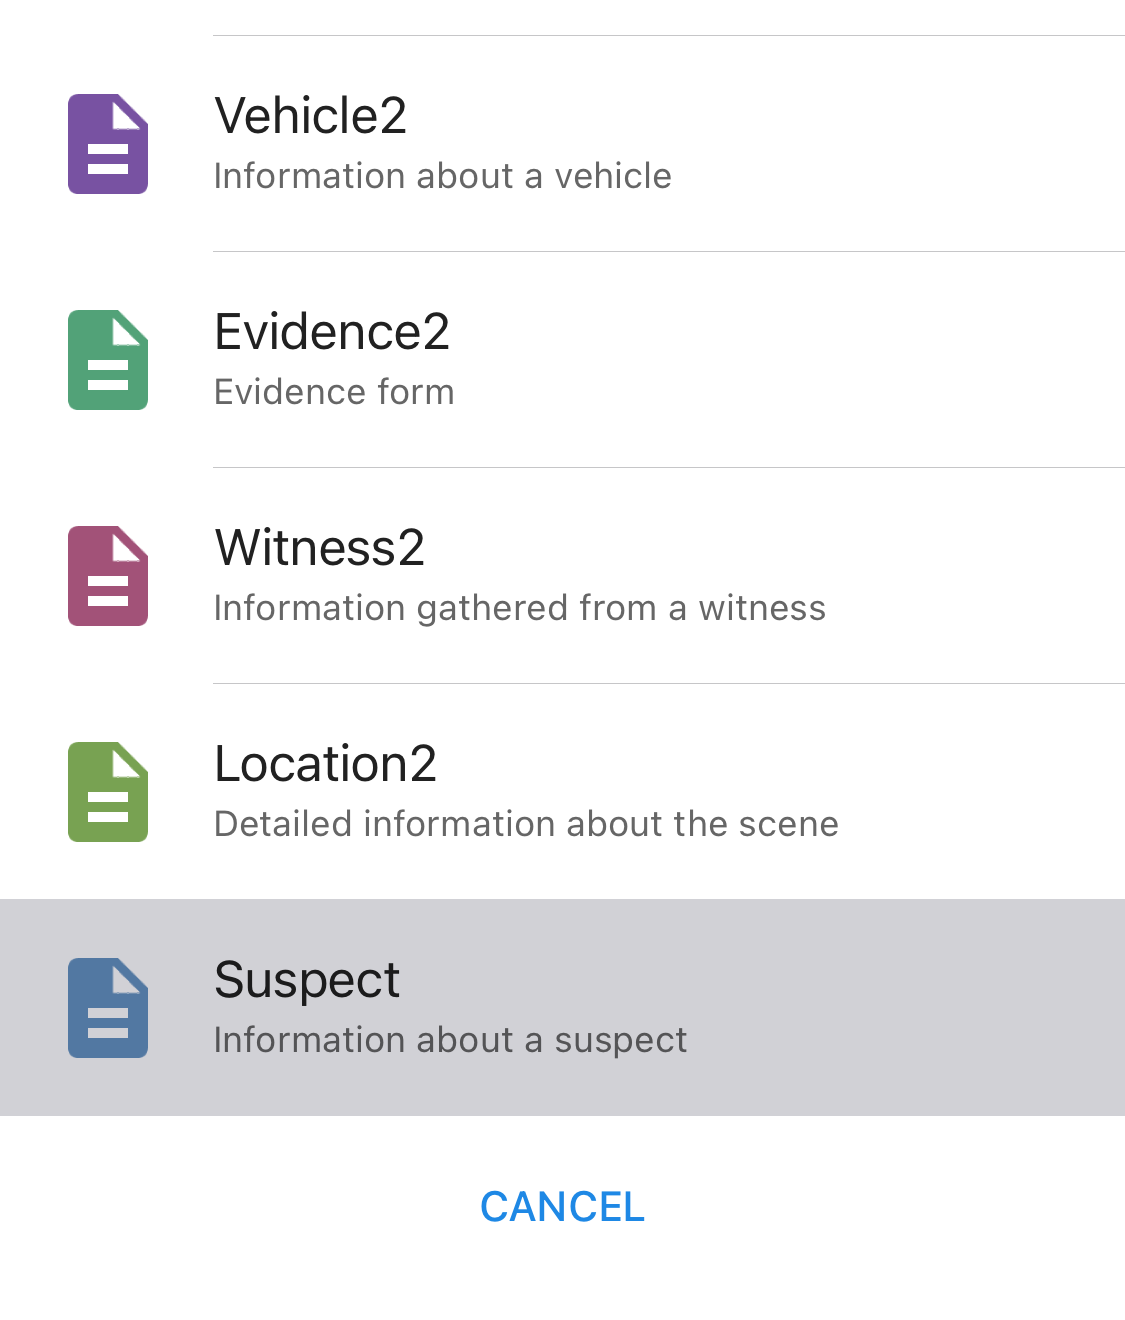 Vehicle2
Information about a vehicle
Evidence2
Evidence form
Witness2
Information gathered from a witness
Location2
Detailed information about the scene
Suspect
Information about a suspect
CANCEL